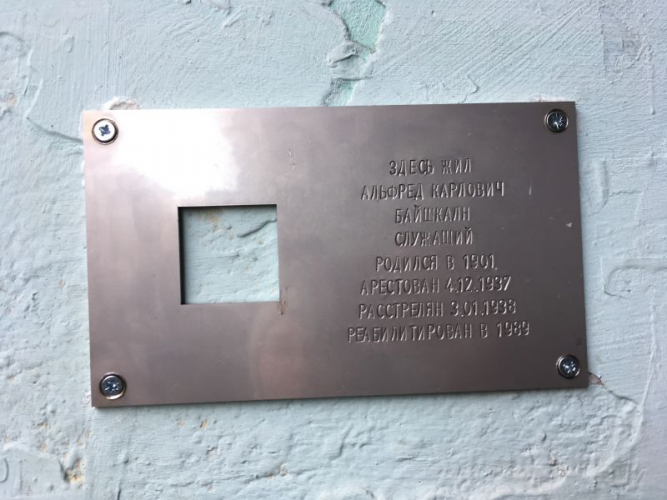 ЗДЕСЬ ЖИЛ
АЛЬФРЕД КАРЛОВИЧ
БАЙШКАЛН
СЛУЖАЩИЙ
РОДИЛСЯ В 1901
АРЕСТОВАН 4.12.1937
РАССТРЕЛЯН 3.01.1938
РЕАБИЛИТИРОВАН В 1989